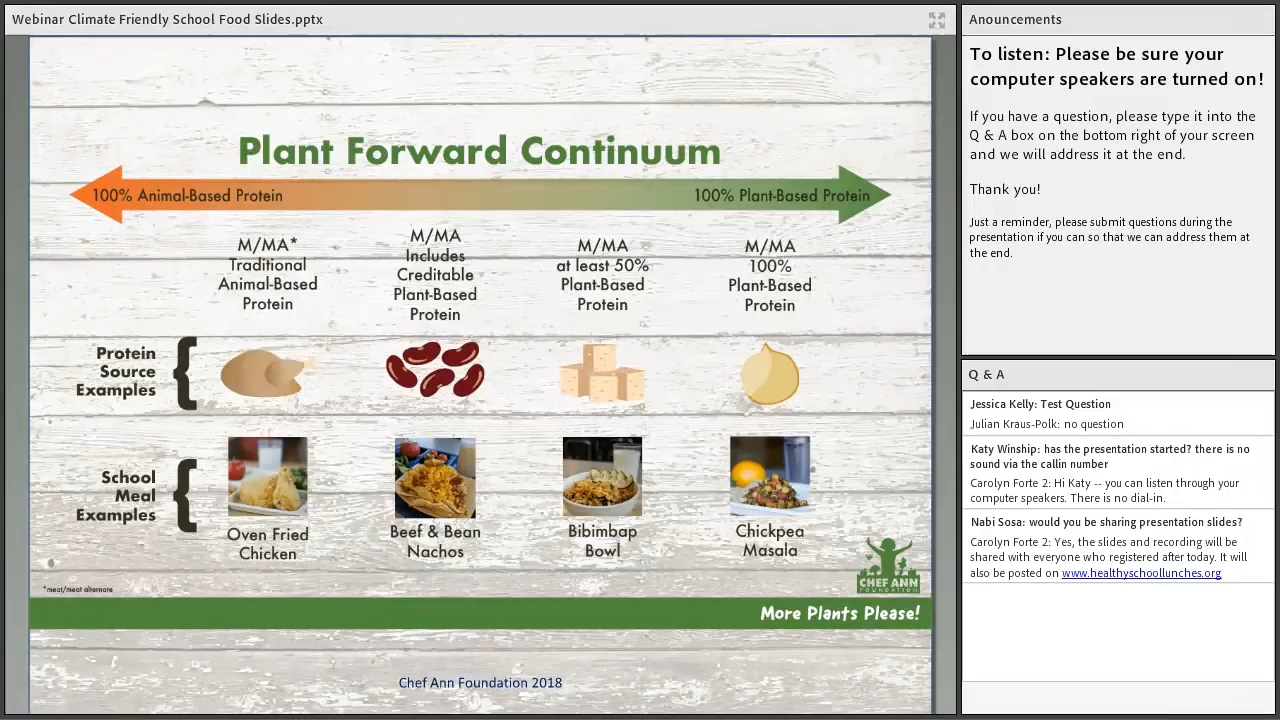 Webinar Climate Friendly School Food Slides.pptx
Plant Forward Continuum
100% Animal-Based Protein
100% Plant-Based Protein
M/MA*
Traditional
Animal-Based
Protein
M/MA
Includes
Creditable
Plant-Based
Protein
M/MA
at least 50%
Plant-Based
Protein
M/MA
100%
Plant-Based
Protein
Protein
Source
Examples
School
Meal
Examples
Oven Fried
Chicken
Beef & Bean
Nachos
Bibimbap
Bowl
Chickpea
Masala
*meat/meat alternate
CHEF ANN
FOUNDATION
More Plants Please!
Chef Ann Foundation 2018
Anouncements
To listen: Please be sure your
computer speakers are turned on!
If you have a question, please type it into the
Q & A box on the bottom right of your screen
and we will address it at the end.
Thank you!
Just a reminder, please submit questions during the
presentation if you can so that we can address them at
the end.
Q & A
Jessica Kelly: Test Question
Julian Kraus-Polk: no question
Katy Winship: has the presentation started? there is no
sound via the callin number
Carolyn Forte 2: Hi Katy -- you can listen through your
computer speakers. There is no dial-in.
Nabi Sosa: would you be sharing presentation slides?
Carolyn Forte 2: Yes, the slides and recording will be
shared with everyone who registered after today. It will
also be posted on www.healthyschoollunches.org